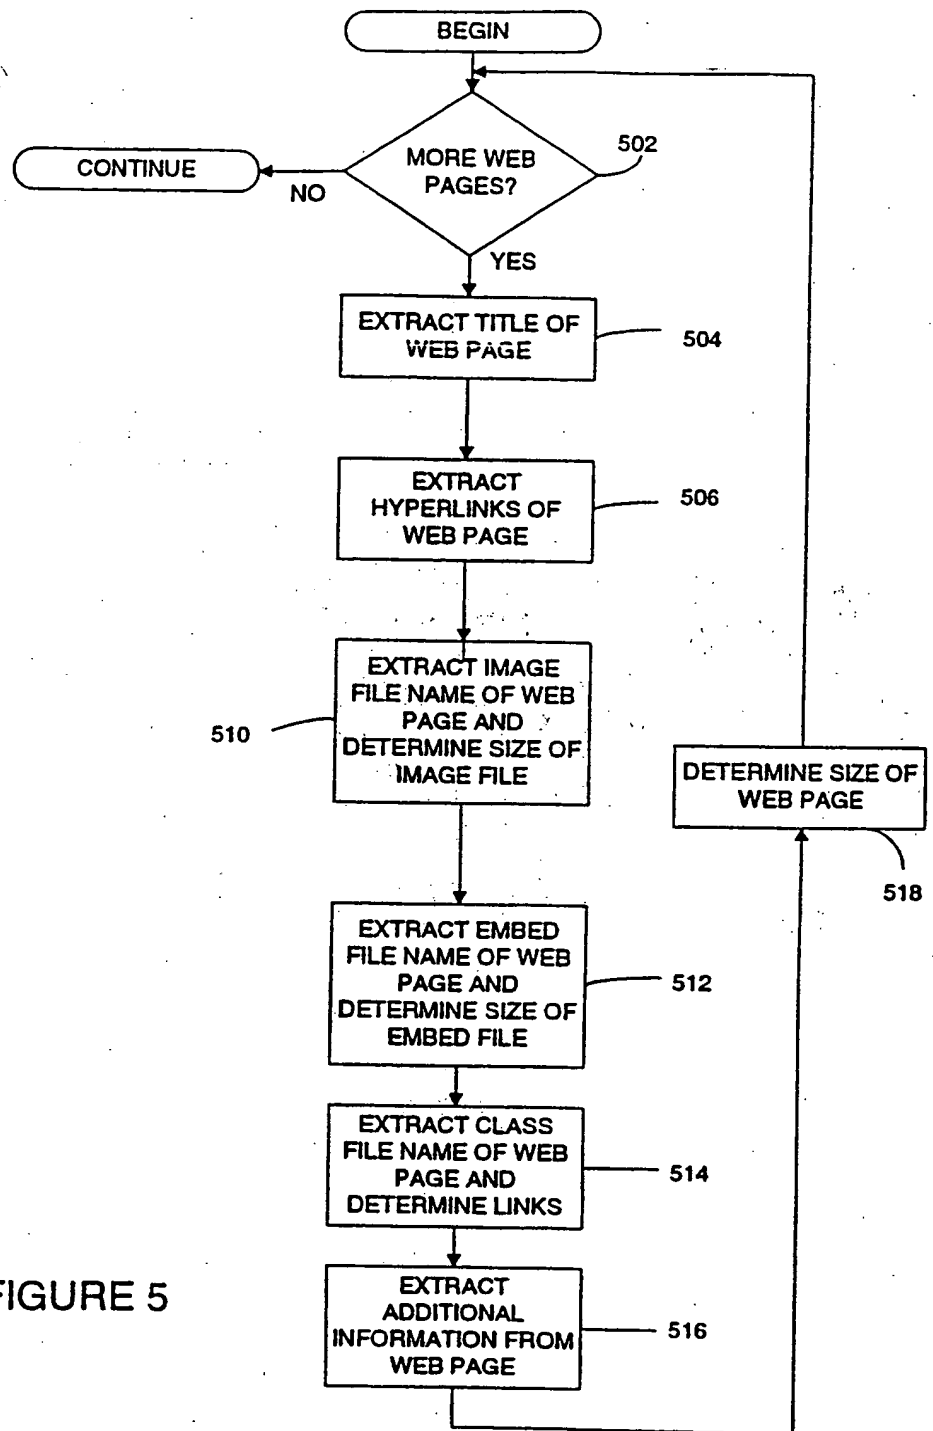 BEGIN
MORE WEB
PAGES?
502
CONTINUE
NO
YES
EXTRACT TITLE OF
WEB PAGE
504
EXTRACT
HYPERLINKS OF
WEB PAGE
506
EXTRACT IMAGE
FILE NAME OF WEB
PAGE AND
DETERMINE SIZE OF
IMAGE FILE
510
EXTRACT EMBED
FILE NAME OF WEB
PAGE AND
DETERMINE SIZE OF
EMBED FILE
512
EXTRACT CLASS
FILE NAME OF WEB
PAGE AND
DETERMINE LINKS
514
EXTRACT
ADDITIONAL
INFORMATION FROM
WEB PAGE
516
DETERMINE SIZE OF
WEB PAGE
518
FIGURE 5